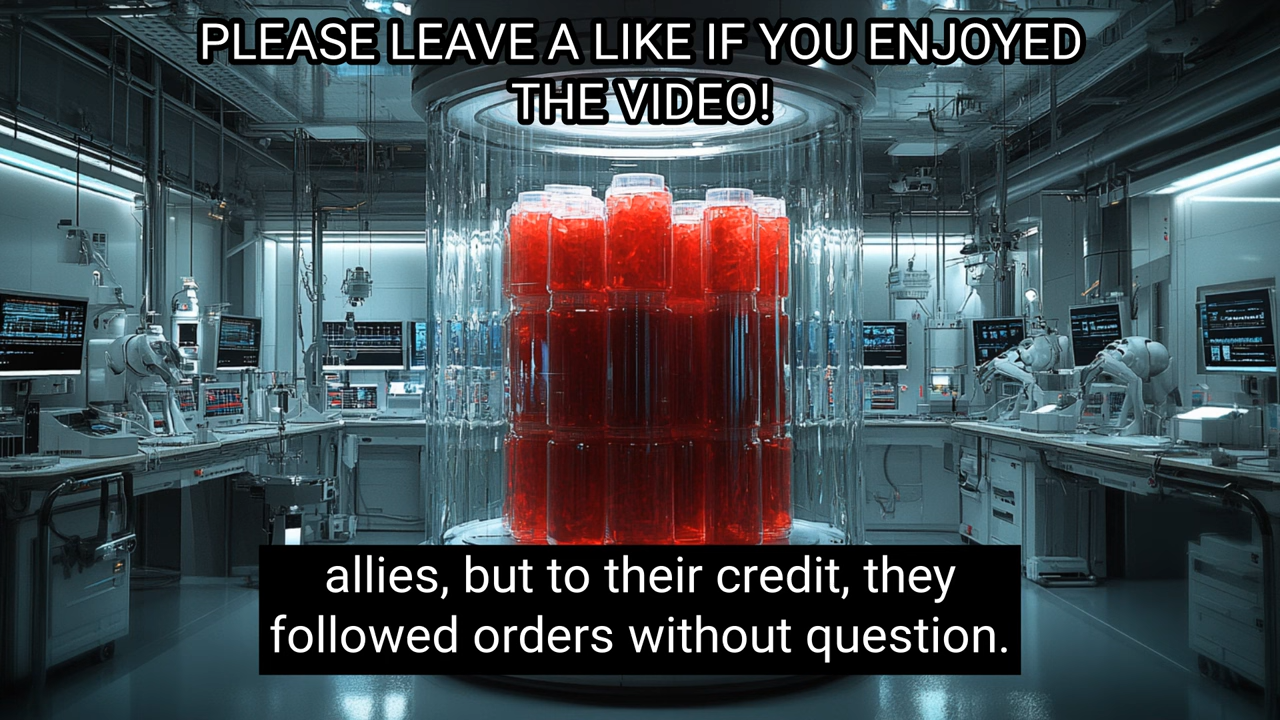 PLEASE LEAVE A LIKE IF YOU ENJOYED
THE VIDEO!
allies, but to their credit, they
followed orders without question.